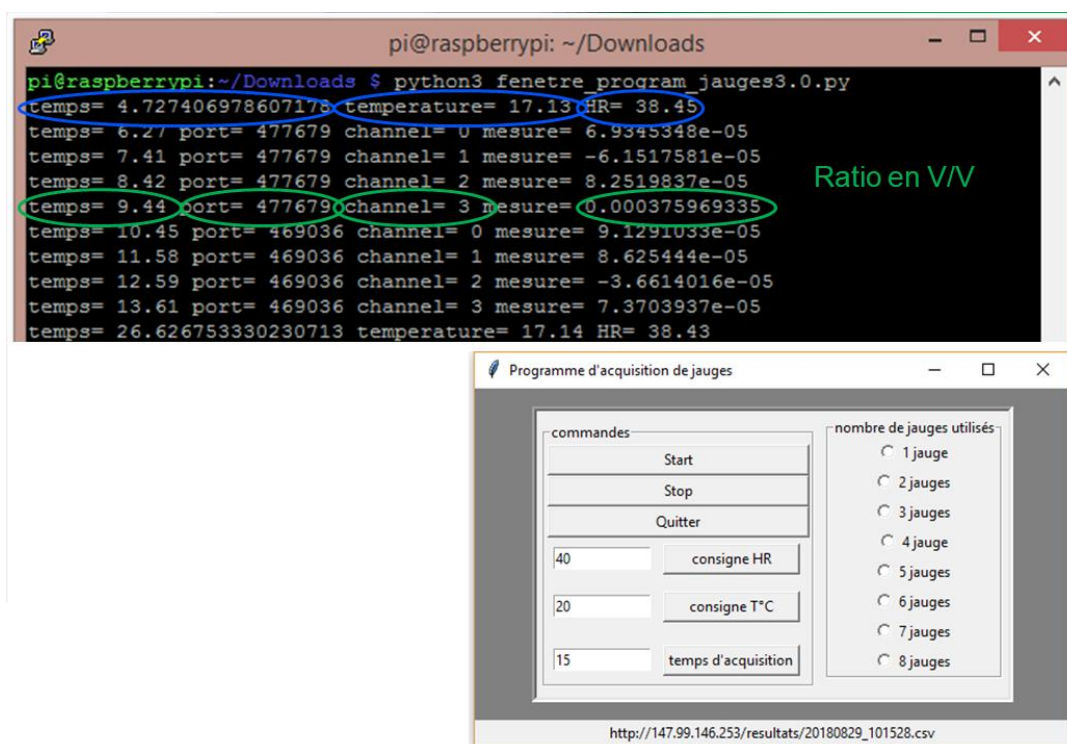 pi@raspberrypi: ~/Downloads
pi@raspberrypi:~/Downloads $ python3 fenetre_program_jauges3.0.py
temps= 4.727406978607178 temperature= 17.13 HR= 38.45
temps= 6.27 port= 477679 channel= 0 mesure= 6.9345348e-05
temps= 7.41 port= 477679 channel= 1 mesure= -6.1517581e-05
temps= 8.42 port= 477679 channel= 2 mesure= 8.2519837e-05
Ratio en V/V
temps= 9.44 port= 477679 channel= 3 mesure= 0.000375969335
temps= 10.45 port= 469036 channel= 0 mesure= 9.1291033e-05
temps= 11.58 port= 469036 channel= 1 mesure= 8.625444e-05
temps= 12.59 port= 469036 channel= 2 mesure= -3.6614016e-05
temps= 13.61 port= 469036 channel= 3 mesure= 7.3703937e-05
temps= 26.626753330230713 temperature= 17.14 HR= 38.43
Programme d'acquisition de jauges
commandes
Start
Stop
Quitter
40 consigne HR
20 consigne T°C
15 temps d'acquisition
nombre de jauges utilisés
1 jauge
2 jauges
3 jauges
4 jauge
5 jauges
6 jauges
7 jauges
8 jauges
http://147.99.146.253/resultats/20180829_101528.csv